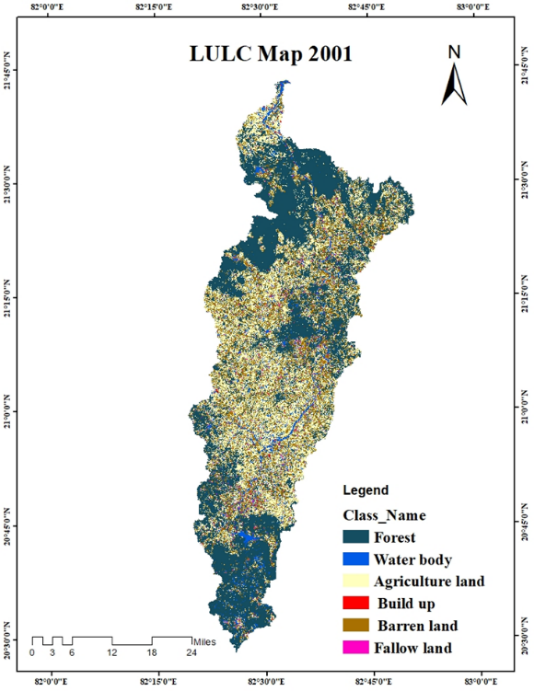 82°0'0"E 82°15'0"E 82°30'0"E 82°45'0"E 83°0'0"E
LULC Map 2001
N
21°45'0"N 21°45'0"N
21°30'0"N 21°30'0"N
21°15'0"N 21°15'0"N
21°0'0"N 21°0'0"N
Legend
Class_Name
Forest
20°45'0"N 20°45'0"N
Water body
Agriculture land
Build up
Barren land
Fallow land
20°30'0"N 20°30'0"N
Miles
0 3 6 12 18 24
82°0'0"E 82°15'0"E 82°30'0"E 82°45'0"E 83°0'0"E